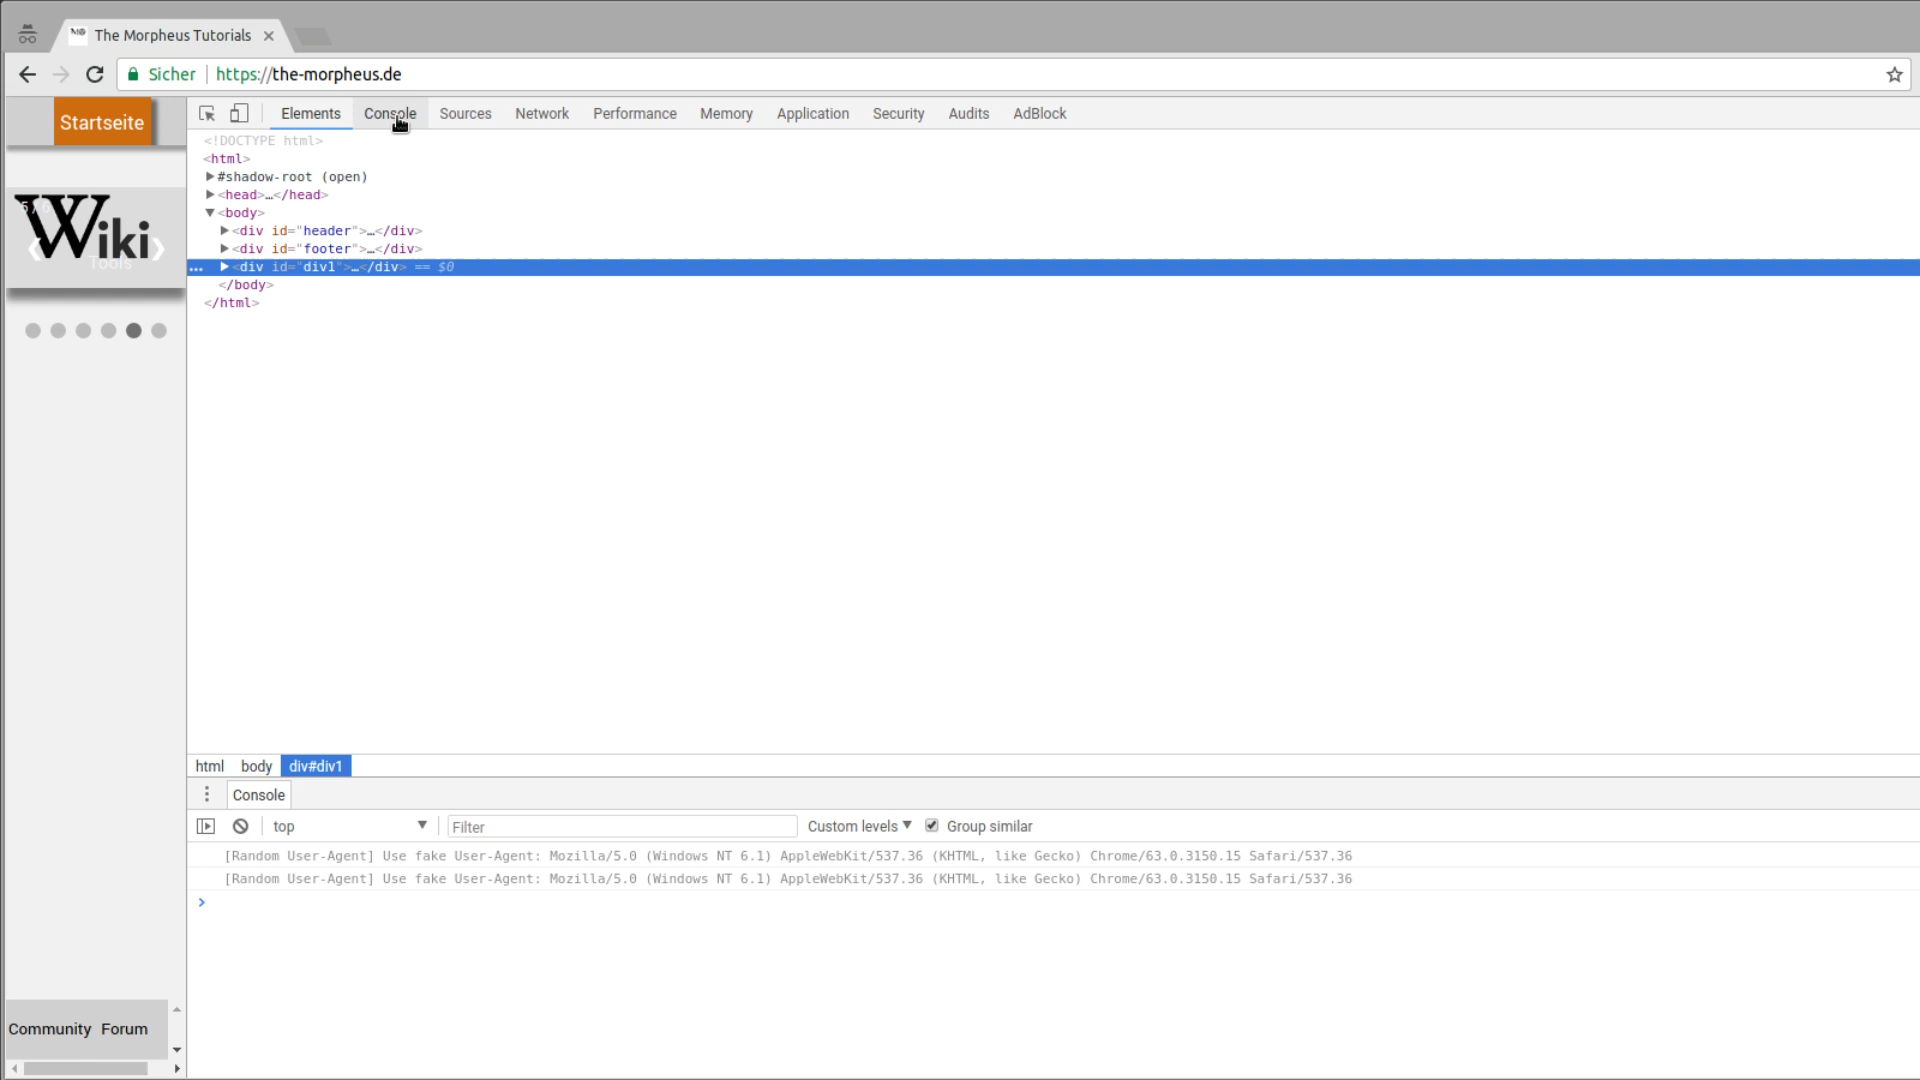 The Morpheus Tutorials
Sicher https://the-morpheus.de
Startseite
Elements Console Sources Network Performance Memory Application Security Audits AdBlock
<!DOCTYPE html>
<html>
#shadow-root (open)
<head>…</head>
<body>
<div id="header">…</div>
<div id="footer">…</div>
<div id="div1">…</div> == $0
</body>
</html>
Wiki
Tools
html body div#div1
Console
top Filter Custom levels Group similar
[Random User-Agent] Use fake User-Agent: Mozilla/5.0 (Windows NT 6.1) AppleWebKit/537.36 (KHTML, like Gecko) Chrome/63.0.3150.15 Safari/537.36
[Random User-Agent] Use fake User-Agent: Mozilla/5.0 (Windows NT 6.1) AppleWebKit/537.36 (KHTML, like Gecko) Chrome/63.0.3150.15 Safari/537.36
Community Forum